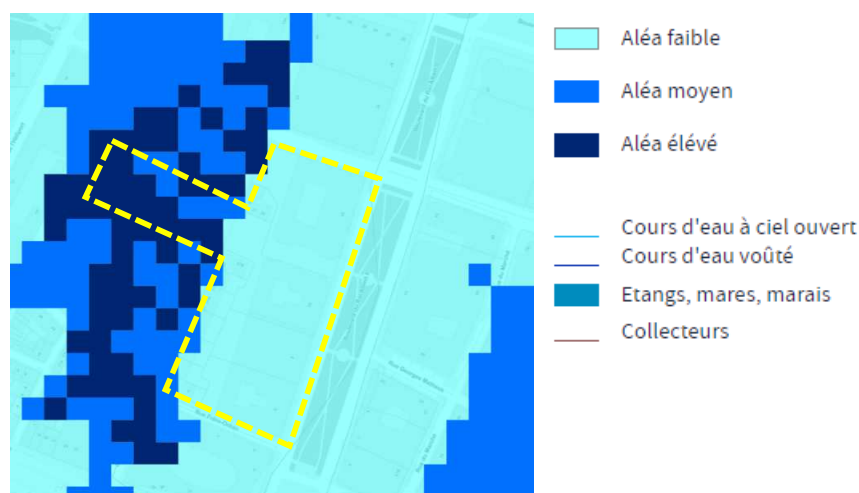 Aléa faible
Aléa moyen
Aléa élévé
Cours d'eau à ciel ouvert
Cours d'eau voûté
Etangs, mares, marais
Collecteurs